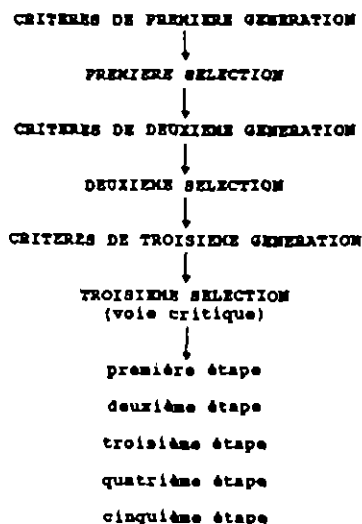 CRITERES DE PREMIERE GENERATION
PREMIERE SELECTION
CRITERES DE DEUXIEME GENERATION
DEUXIEME SELECTION
CRITERES DE TROISIEME GENERATION
TROISIEME SELECTION
(voie critique)
première étape
deuxième étape
troisième étape
quatrième étape
cinquième étape